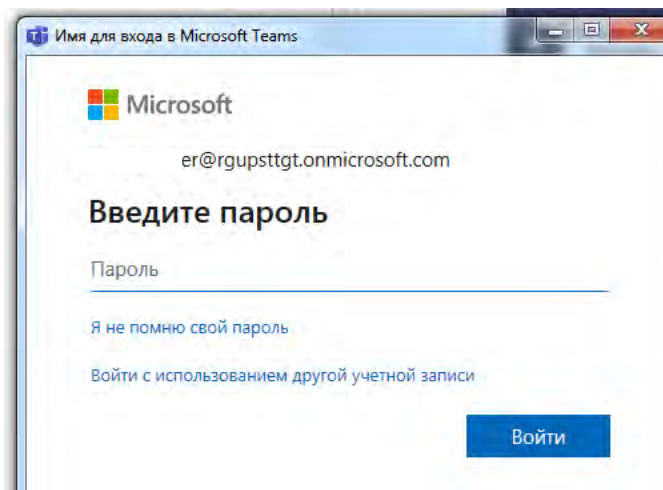 Имя для входа в Microsoft Teams
Microsoft
er@rgupsttgt.onmicrosoft.com
Введите пароль
Пароль
Я не помню свой пароль
Войти с использованием другой учетной записи
Войти